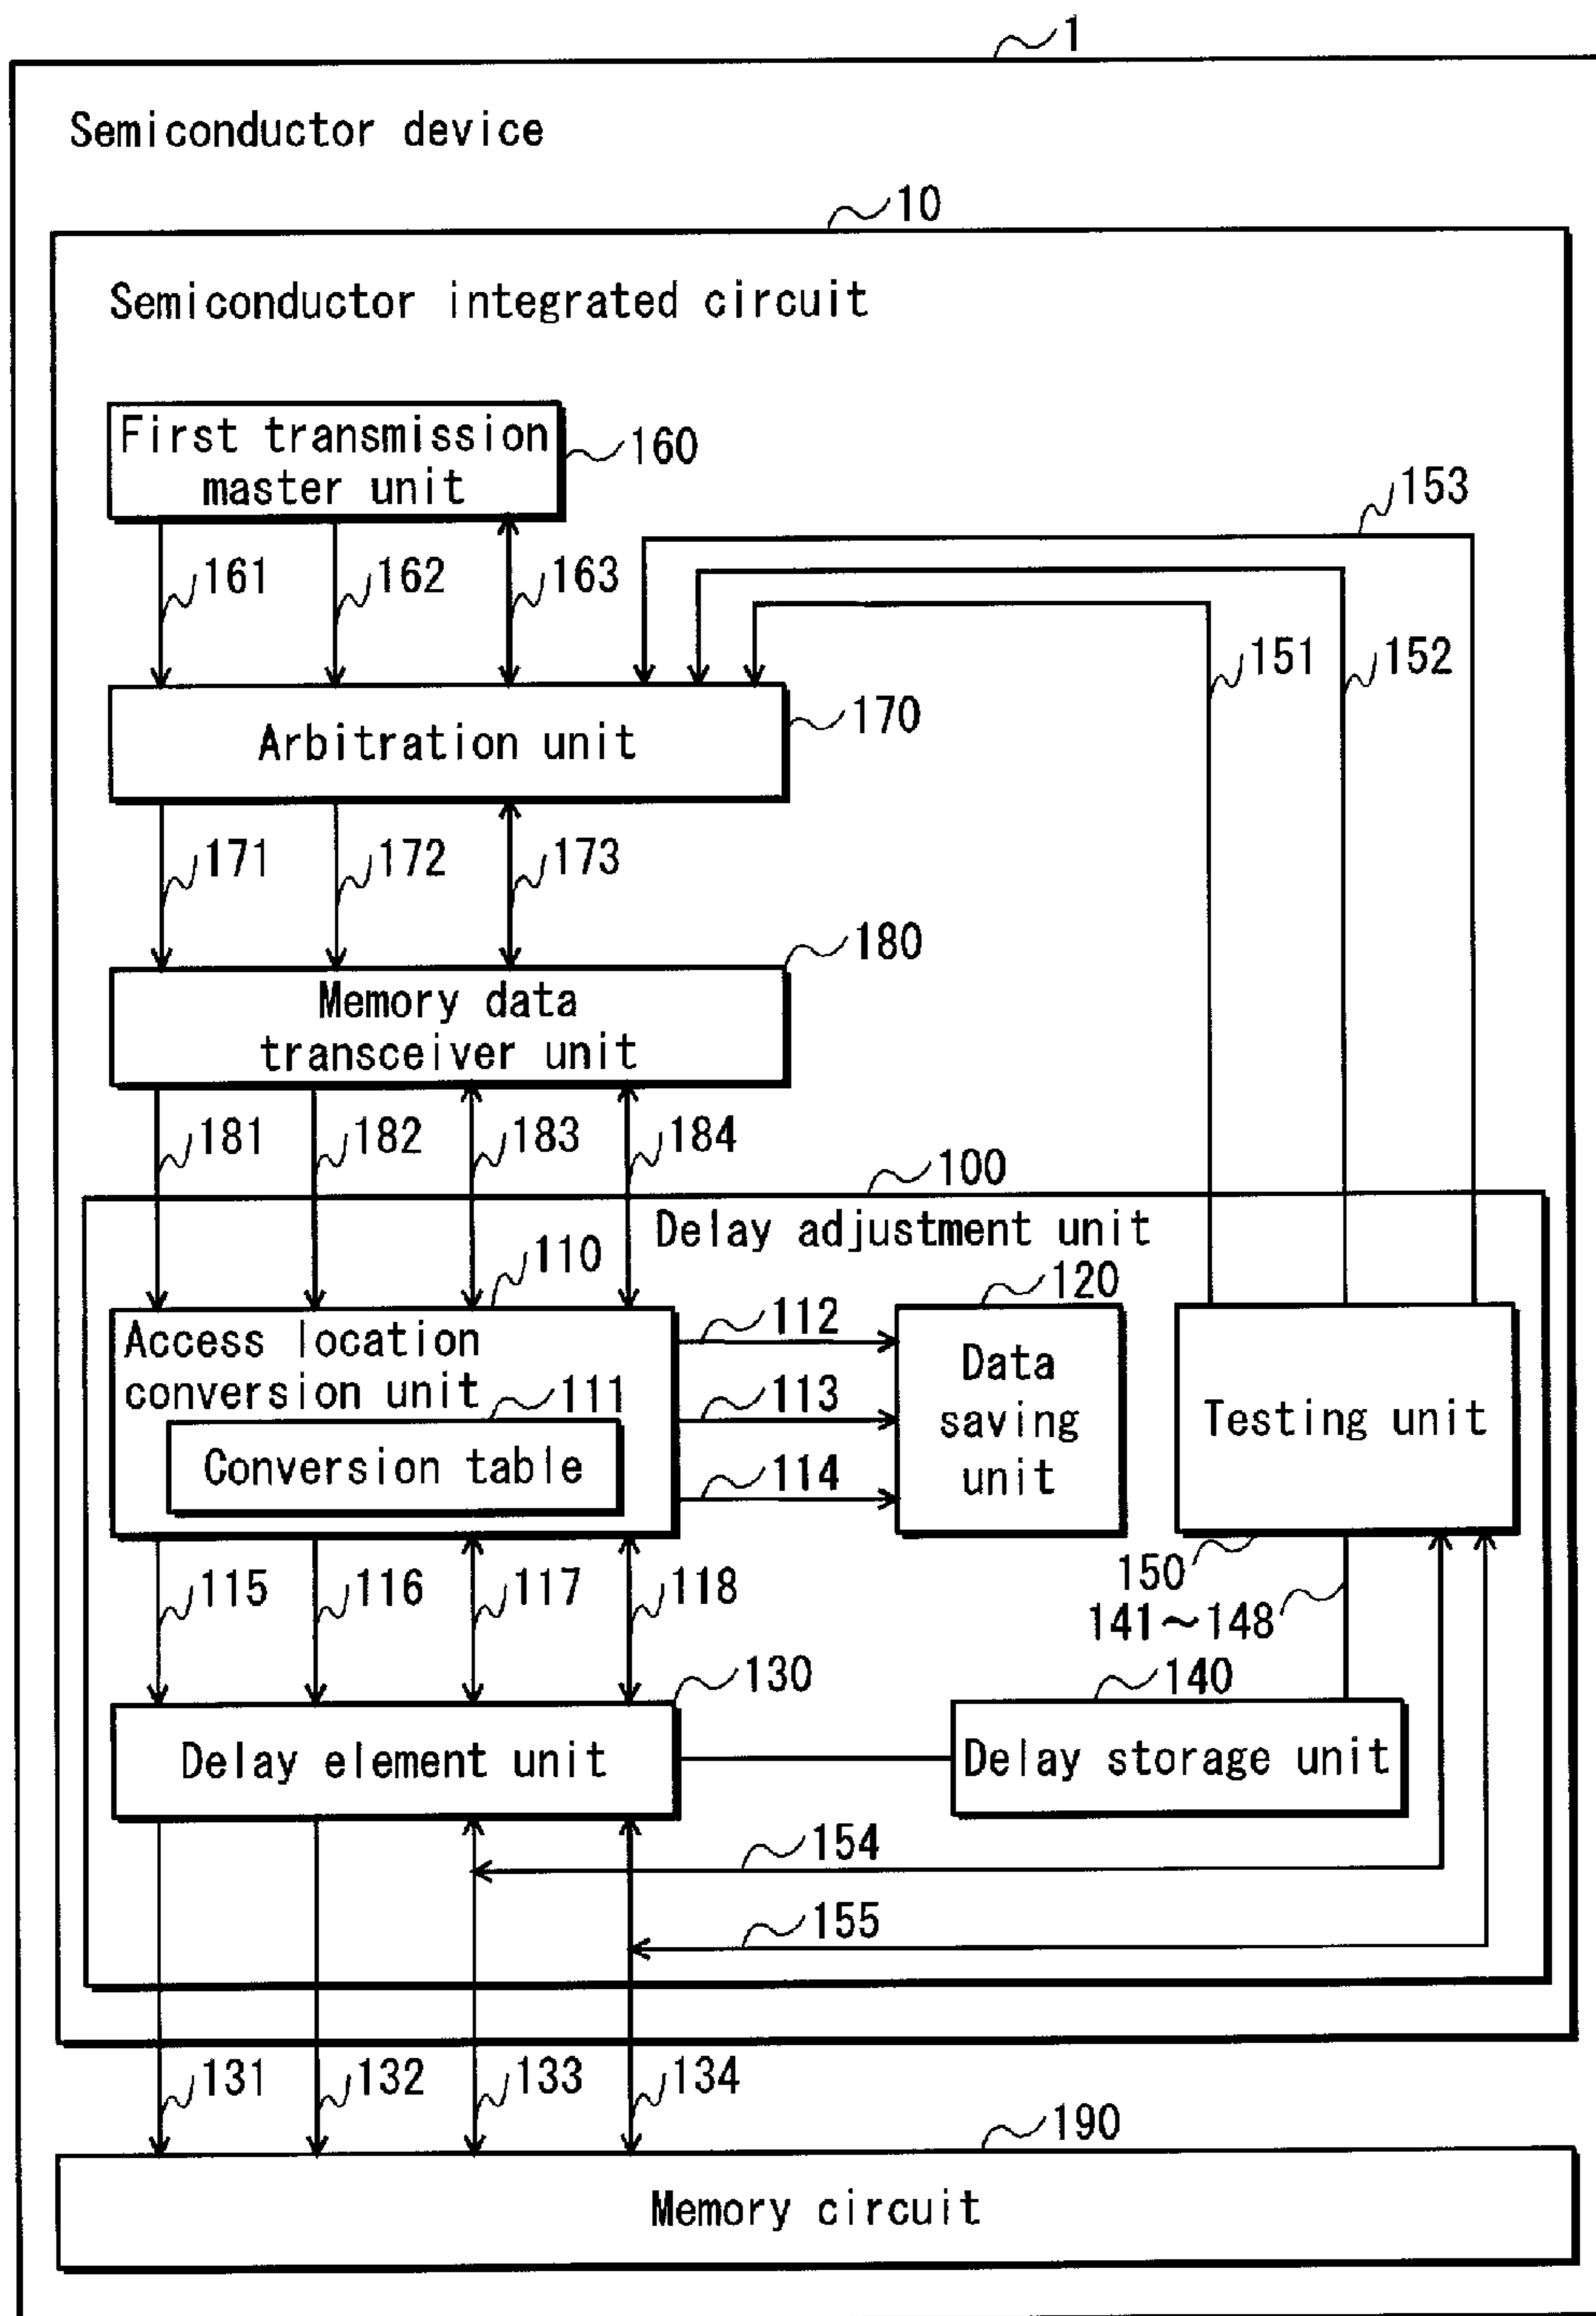 1
Semiconductor device
10
Semiconductor integrated circuit
First transmission
master unit
160
153
161
162
163
151
152
Arbitration unit
170
171
172
173
180
Memory data
transceiver unit
181
182
183
184
100
Delay adjustment unit
110
120
Access location
conversion unit
111
Conversion table
112
113
114
Data
saving
unit
Testing unit
150
141～148
115
116
117
118
130
140
Delay element unit
Delay storage unit
154
155
131
132
133
134
190
Memory circuit